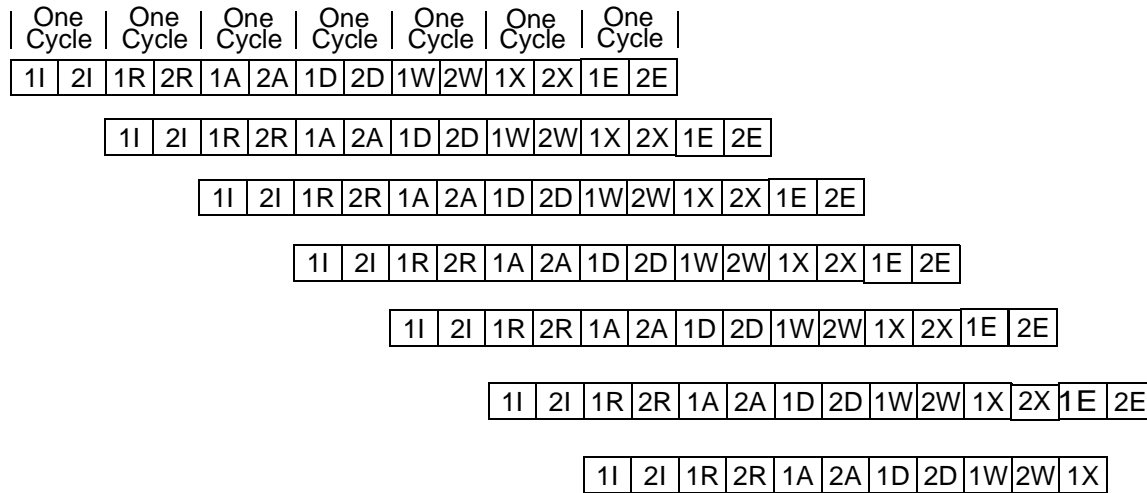 One One One One One One One
Cycle Cycle Cycle Cycle Cycle Cycle Cycle
1I 2I 1R 2R 1A 2A 1D 2D 1W 2W 1X 2X 1E 2E
1I 2I 1R 2R 1A 2A 1D 2D 1W 2W 1X 2X 1E 2E
1I 2I 1R 2R 1A 2A 1D 2D 1W 2W 1X 2X 1E 2E
1I 2I 1R 2R 1A 2A 1D 2D 1W 2W 1X 2X 1E 2E
1I 2I 1R 2R 1A 2A 1D 2D 1W 2W 1X 2X 1E 2E
1I 2I 1R 2R 1A 2A 1D 2D 1W 2W 1X 2X 1E 2E
1I 2I 1R 2R 1A 2A 1D 2D 1W 2W 1X